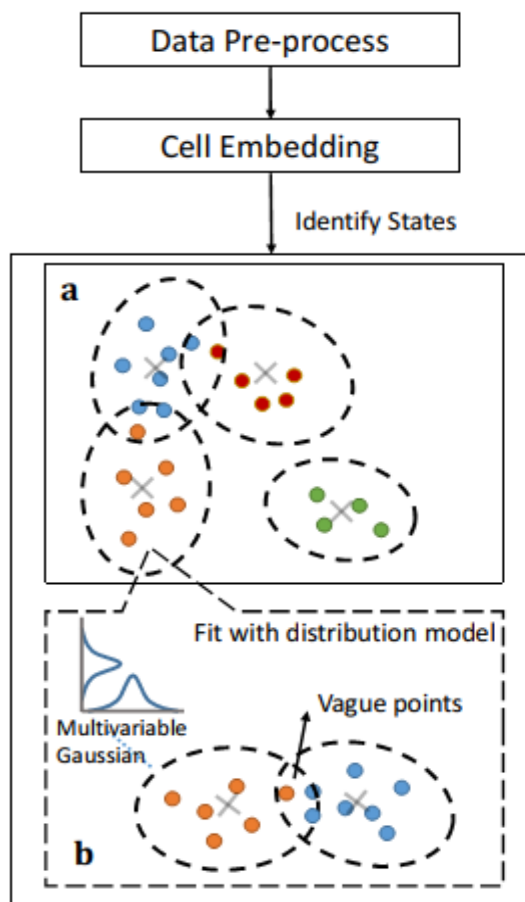 Data Pre-process
Cell Embedding
Identify States
a
Fit with distribution model
Multivariable
Gaussian
Vague points
b